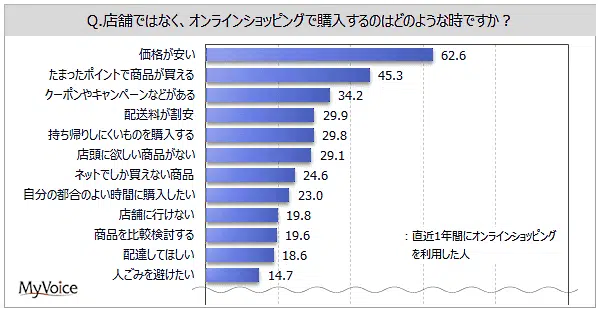 Q.店舗ではなく、オンラインショッピングで購入するのはどのような時ですか？
価格が安い 62.6
たまったポイントで商品が買える 45.3
クーポンやキャンペーンなどがある 34.2
配送料が割安 29.9
持ち帰りしにくいものを購入する 29.8
店頭に欲しい商品がない 29.1
ネットでしか買えない商品 24.6
自分の都合のよい時間に購入したい 23.0
店舗に行けない 19.8
商品を比較検討する 19.6
配達してほしい 18.6
人ごみを避けたい 14.7
：直近1年間にオンラインショッピング
を利用した人
MyVoice